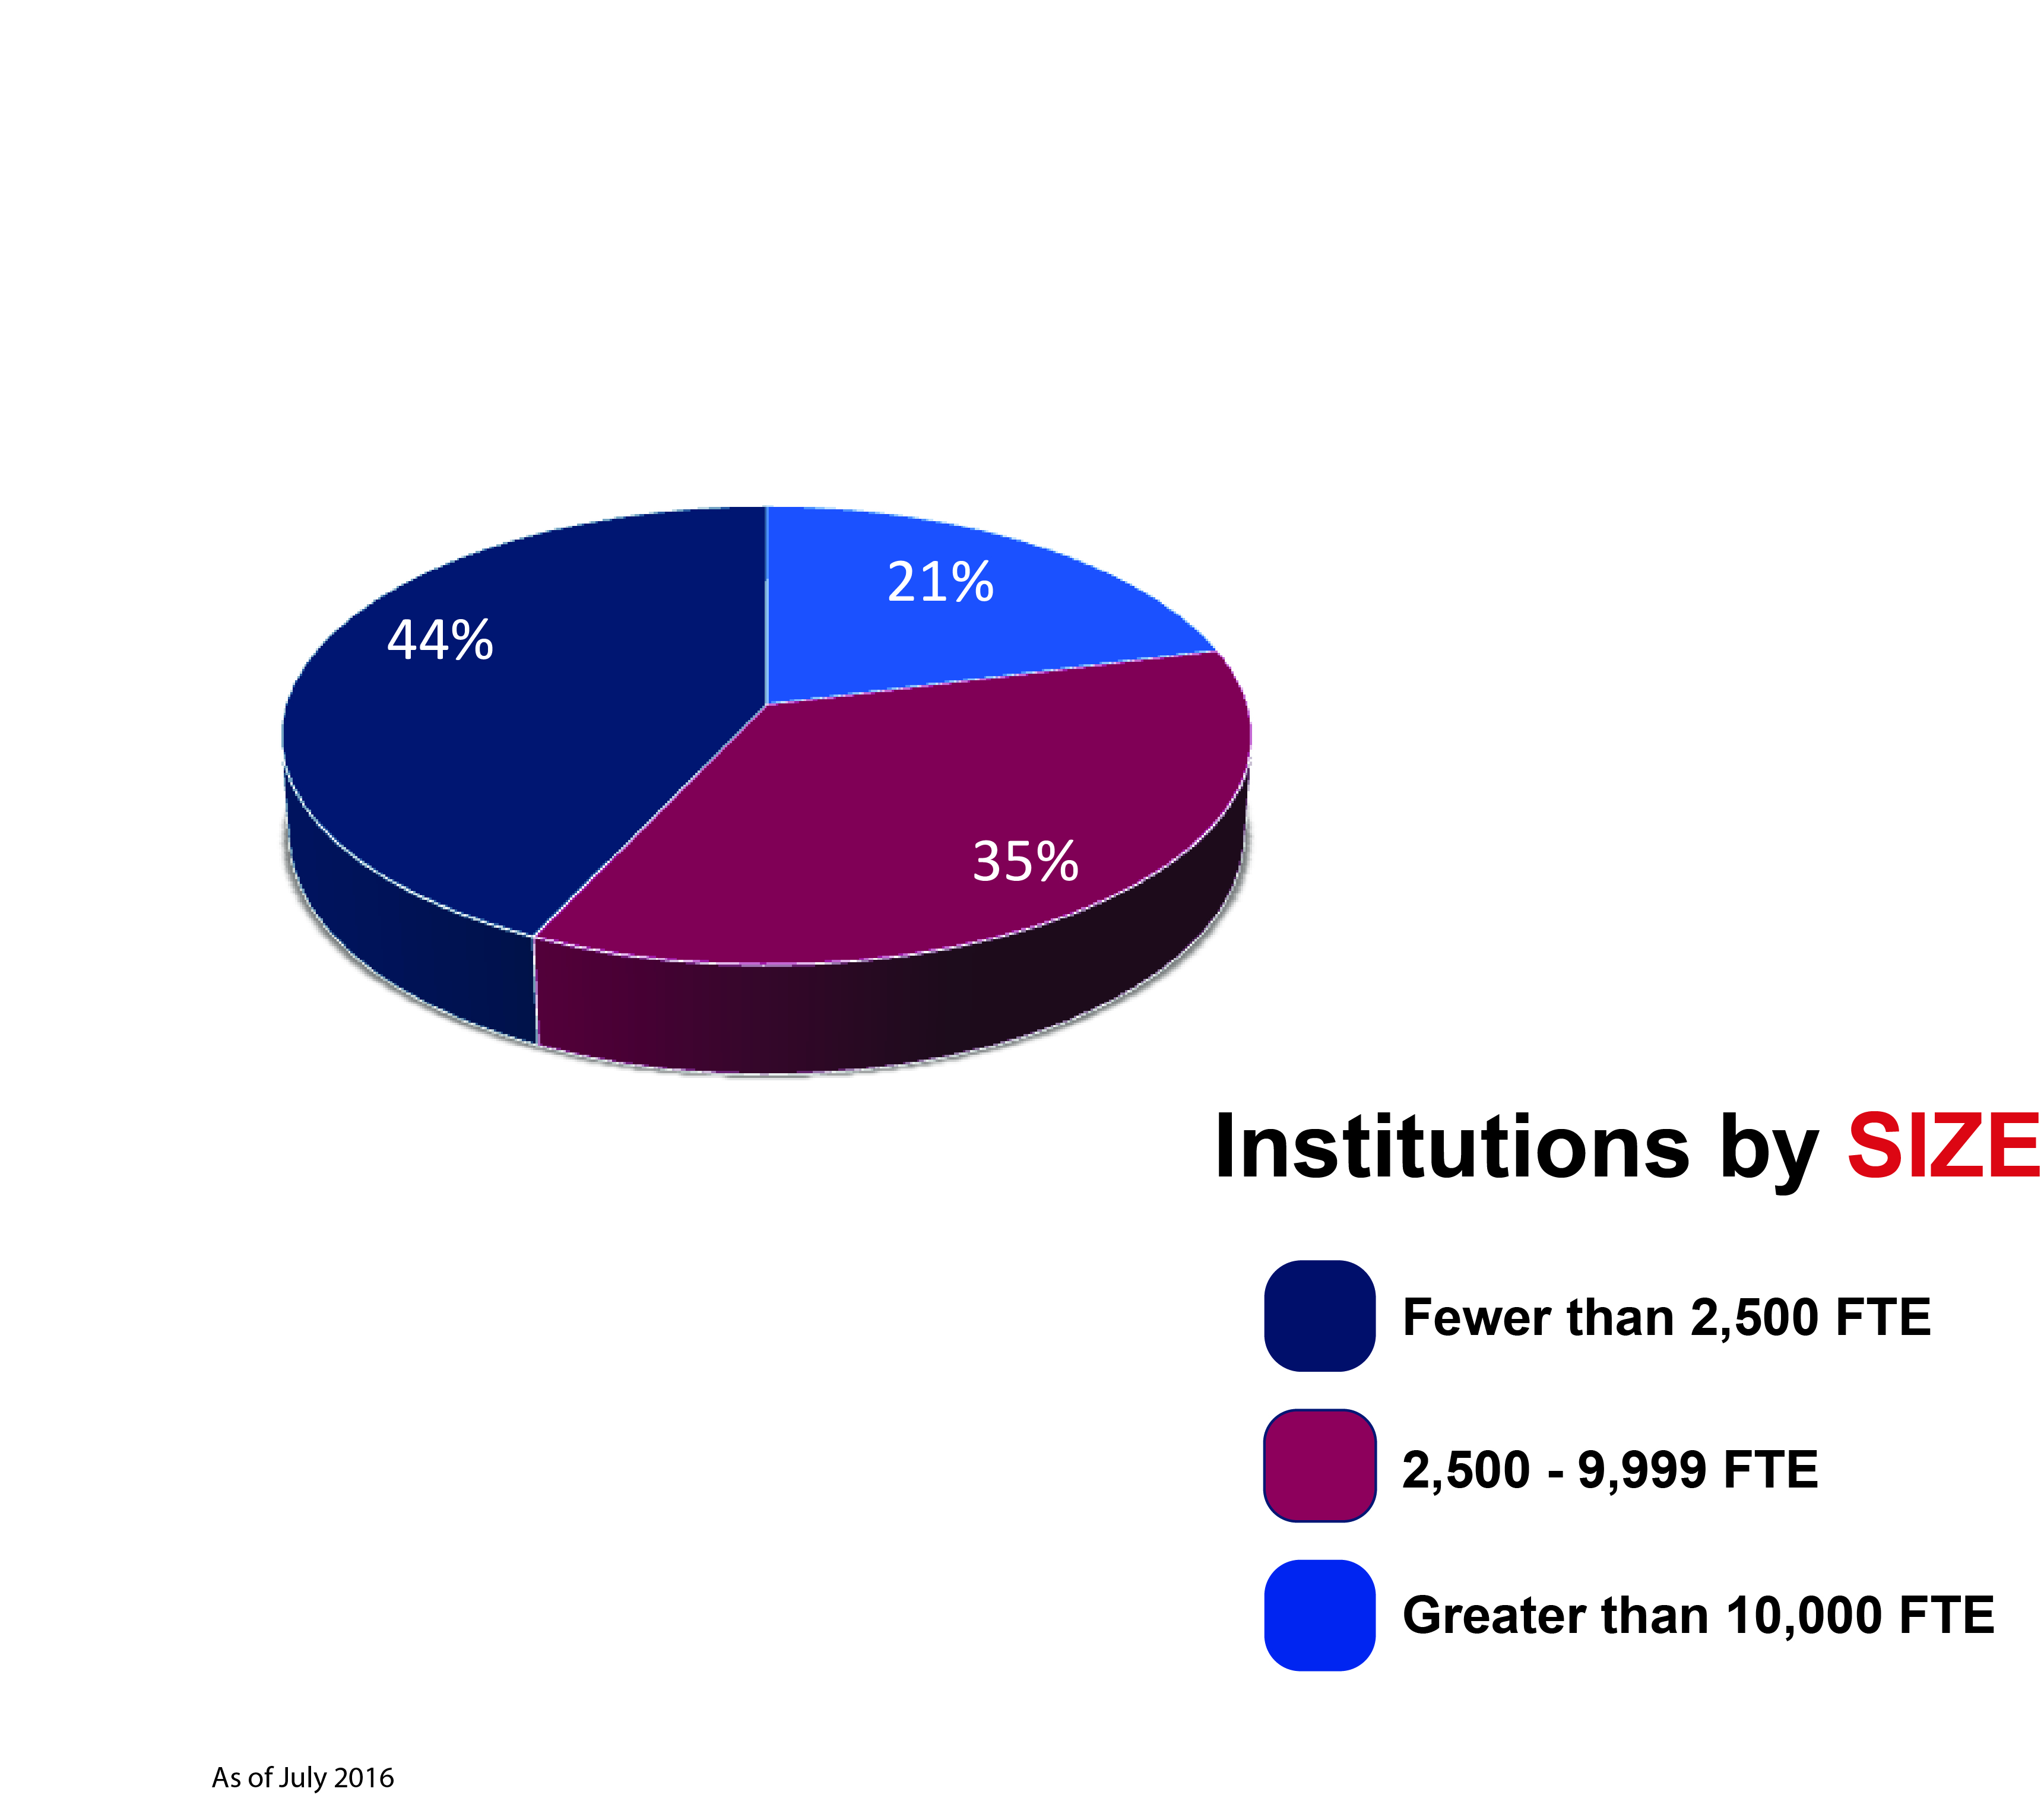 21%
44%
35%
Institutions by SIZE
Fewer than 2,500 FTE
2,500 - 9,999 FTE
Greater than 10,000 FTE
As of July 2016